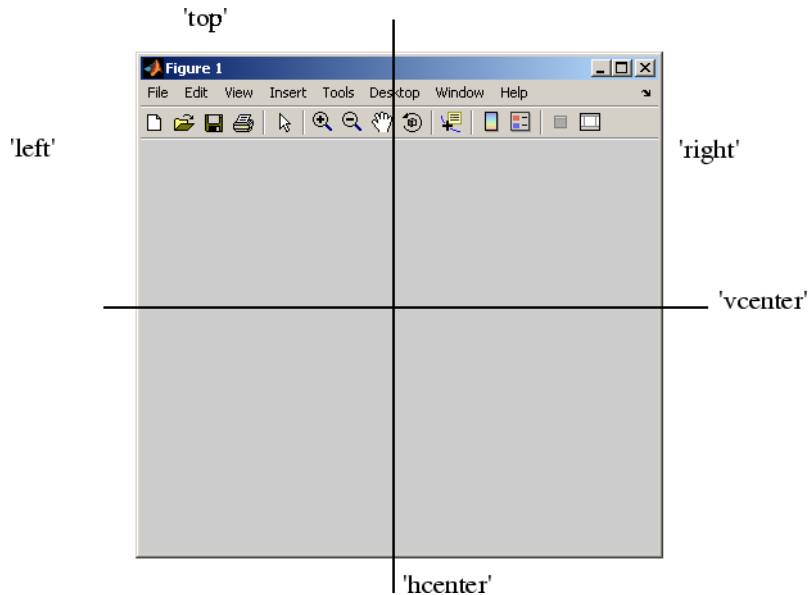 'top'
Figure 1
File Edit View Insert Tools Desktop Window Help
'left'
'right'
'vcenter'
'hcenter'